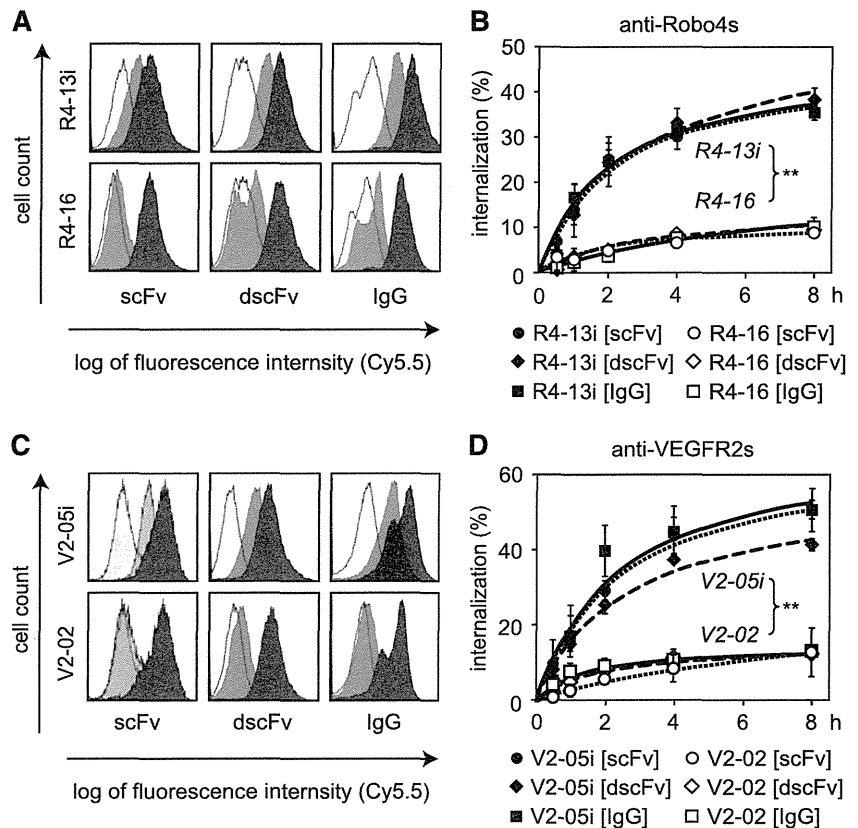 A
R4-13i
R4-16
cell count
scFv
dscFv
IgG
log of fluorescence internsity (Cy5.5)
B
anti-Robo4s
internalization (%)
50
40
30
20
10
0
R4-13i
**
R4-16
0 2 4 6 8 h
R4-13i [scFv] R4-16 [scFv]
R4-13i [dscFv] R4-16 [dscFv]
R4-13i [IgG] R4-16 [IgG]
C
V2-05i
V2-02
cell count
scFv
dscFv
IgG
log of fluorescence internsity (Cy5.5)
D
anti-VEGFR2s
internalization (%)
60
40
20
0
V2-05i
**
V2-02
0 2 4 6 8 h
V2-05i [scFv] V2-02 [scFv]
V2-05i [dscFv] V2-02 [dscFv]
V2-05i [IgG] V2-02 [IgG]